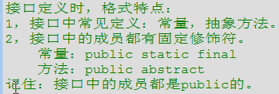 接口定义时，格式特点：
1，接口中常见定义：常量，抽象方法。
2，接口中的成员都有固定修饰符。
常量：public static final
方法：public abstract
记住：接口中的成员都是public的。